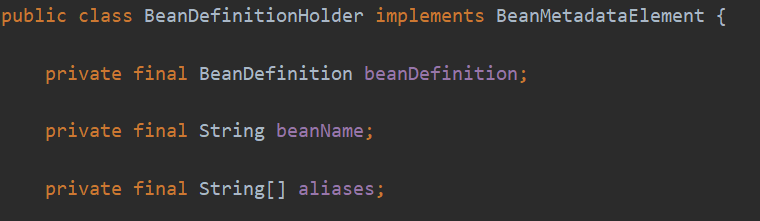 public class BeanDefinitionHolder implements BeanMetadataElement {
private final BeanDefinition beanDefinition;
private final String beanName;
private final String[] aliases;